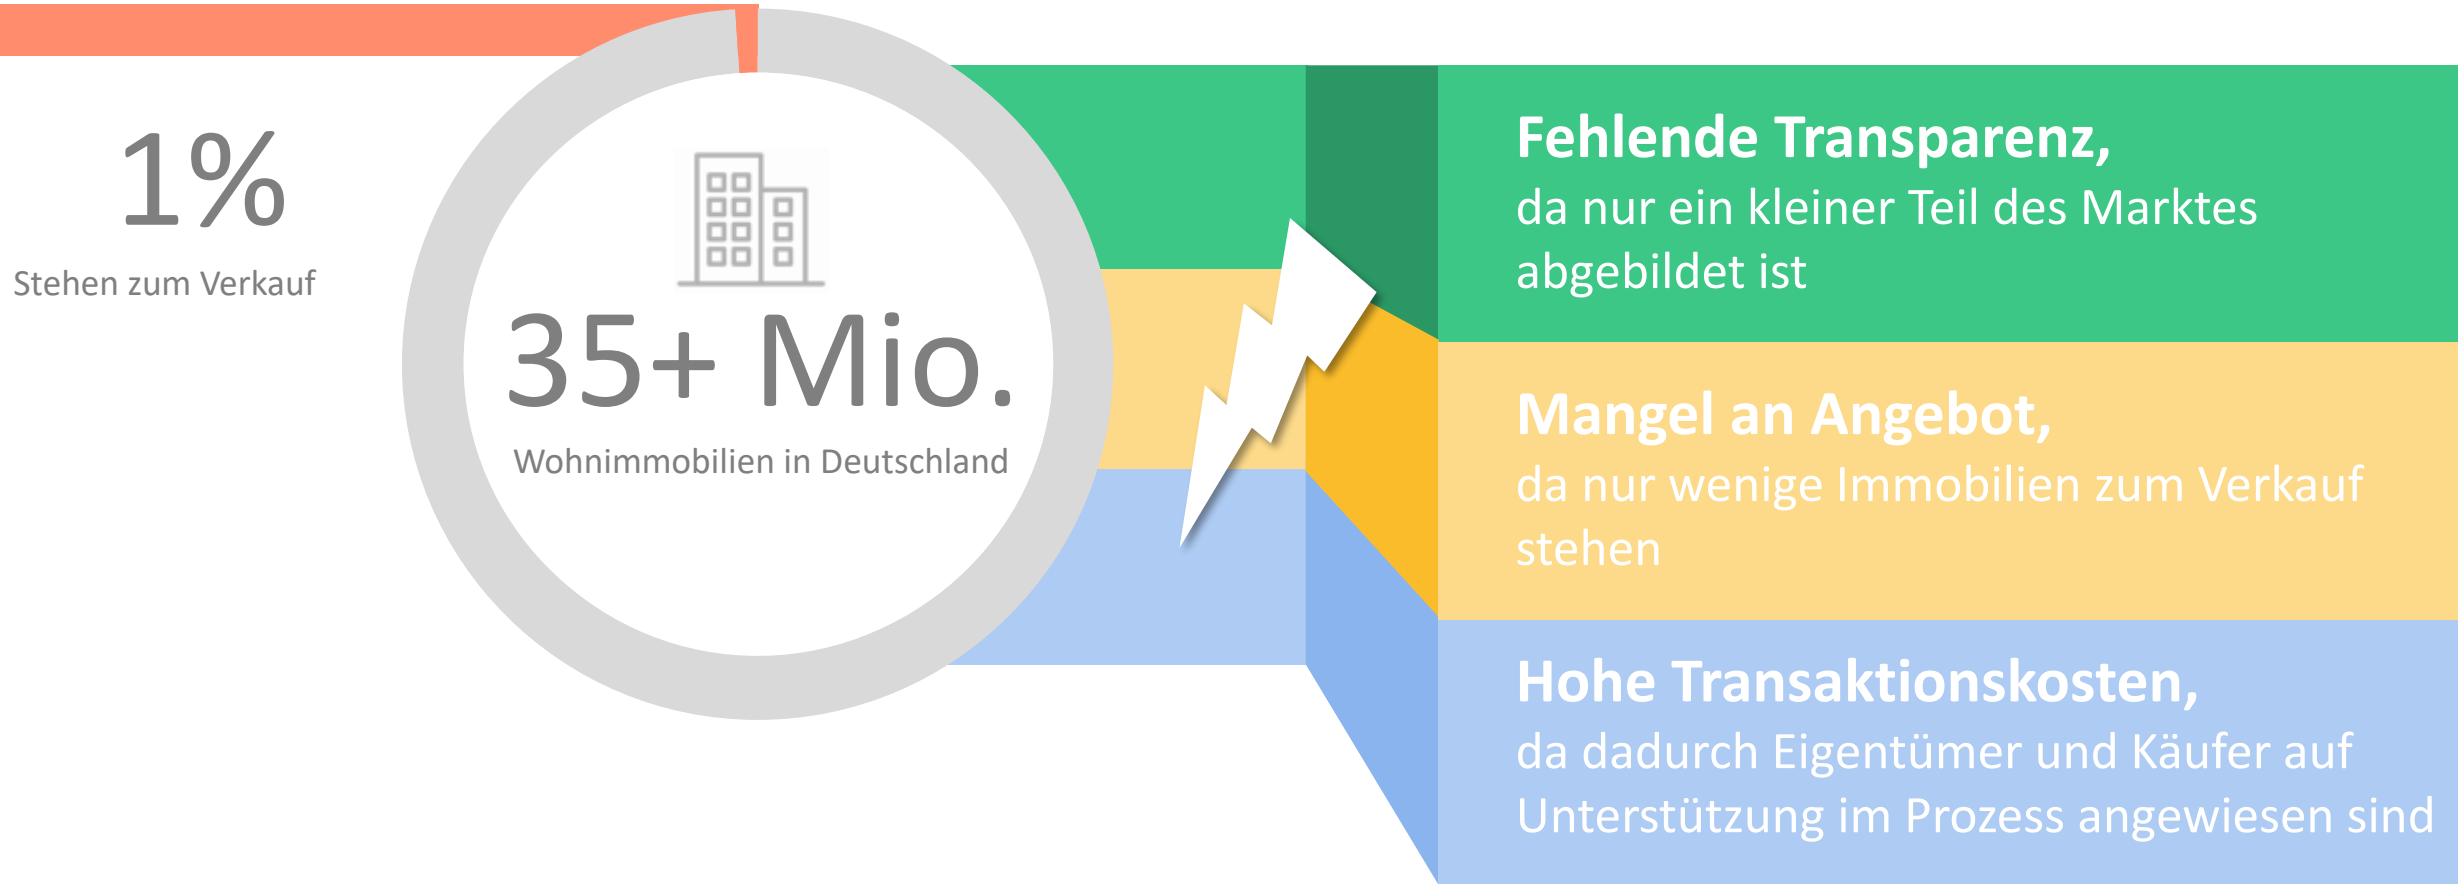 1%
Stehen zum Verkauf
35+ Mio.
Wohnimmobilien in Deutschland
Fehlende Transparenz,
da nur ein kleiner Teil des Marktes
abgebildet ist
Mangel an Angebot,
da nur wenige Immobilien zum Verkauf
stehen
Hohe Transaktionskosten,
da dadurch Eigentümer und Käufer auf
Unterstützung im Prozess angewiesen sind